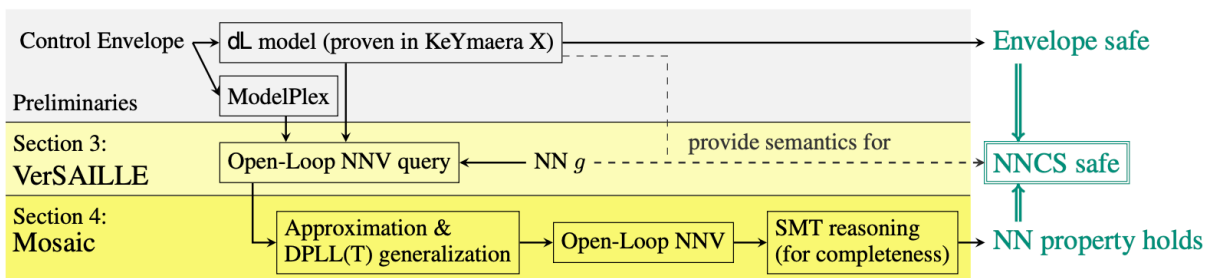 Control Envelope
dL model (proven in KeYmaera X)
Envelope safe
ModelPlex
Preliminaries
Section 3:
VerSAILLE
Open-Loop NNV query
NN g
provide semantics for
NNCS safe
Section 4:
Mosaic
Approximation &
DPLL(T) generalization
Open-Loop NNV
SMT reasoning
(for completeness)
NN property holds